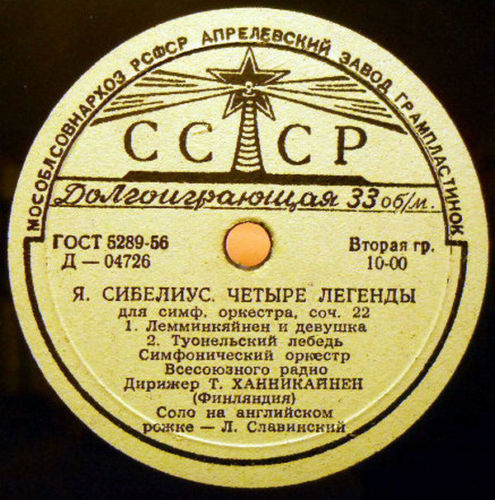 МОСОБЛСОВНАРХОЗ РСФСР АПРЕЛЕВСКИЙ ЗАВОД ГРАМПЛАСТИНОК
СССР
Долгоиграющая 33 об/м.
ГОСТ 5289-56
Д — 04726
Вторая гр.
10-00
Я. СИБЕЛИУС. ЧЕТЫРЕ ЛЕГЕНДЫ
для симф. оркестра, соч. 22
1. Лемминкяйнен и девушка
2. Туонельский лебедь
Симфонический оркестр
Всесоюзного радио
Дирижер Т. ХАННИКАЙНЕН
(Финляндия)
Соло на английском
рожке — Л. Славинский